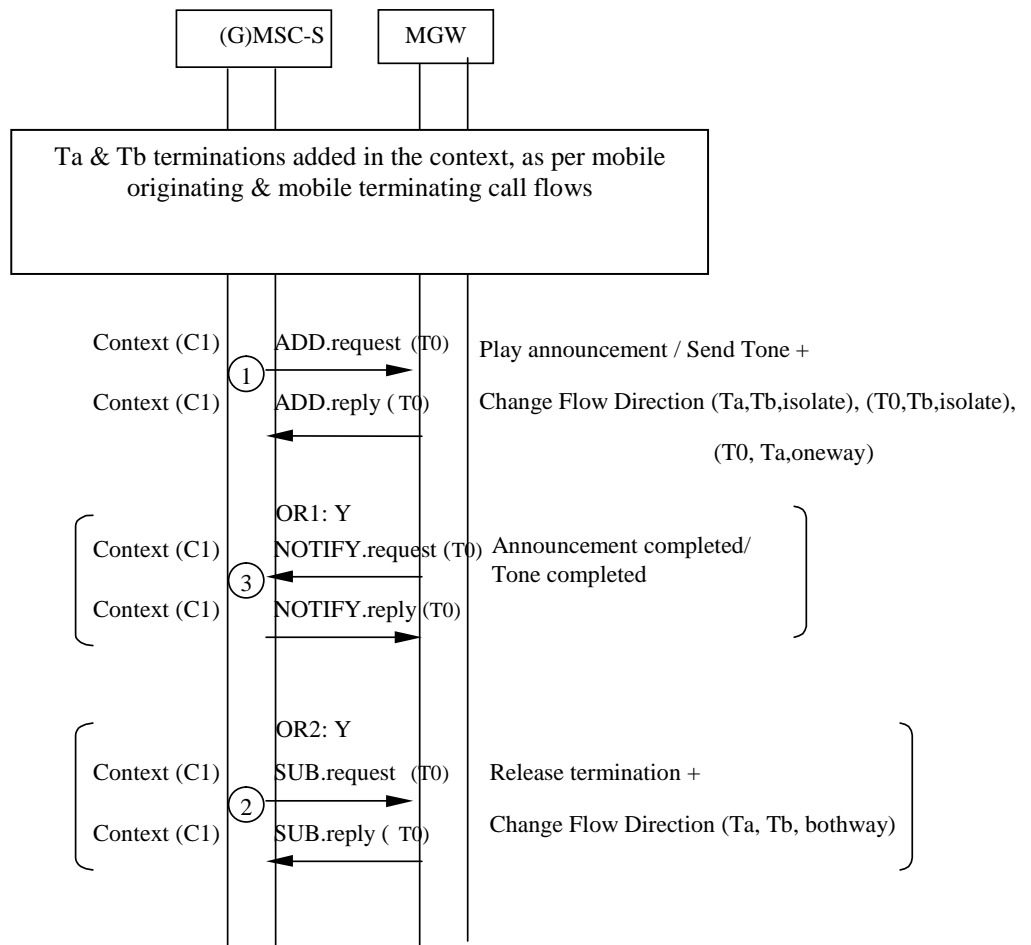 (G)MSC-S
MGW
Ta & Tb terminations added in the context, as per mobile
originating & mobile terminating call flows
Context (C1) ADD.request (T0)
Play announcement / Send Tone +
1
Context (C1) ADD.reply ( T0)
Change Flow Direction (Ta,Tb,isolate), (T0,Tb,isolate),
(T0, Ta,oneway)
OR1: Y
Context (C1) NOTIFY.request (T0)
Announcement completed/
Tone completed
3
Context (C1) NOTIFY.reply (T0)
OR2: Y
Context (C1) SUB.request (T0)
Release termination +
2
Context (C1) SUB.reply ( T0)
Change Flow Direction (Ta, Tb, bothway)